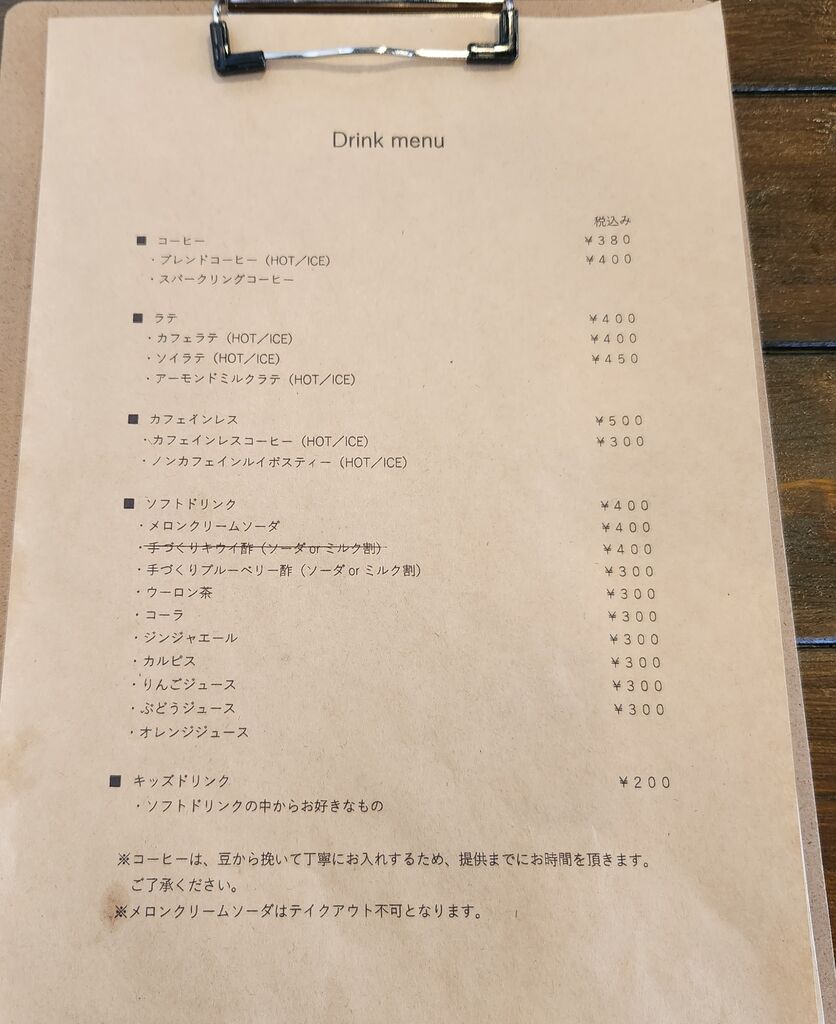 Drink menu
税込み
■ コーヒー ￥３８０
・ブレンドコーヒー（HOT／ICE） ￥４００
・スパークリングコーヒー
■ ラテ ￥４００
・カフェラテ（HOT／ICE） ￥４００
・ソイラテ（HOT／ICE） ￥４５０
・アーモンドミルクラテ（HOT／ICE）
■ カフェインレス ￥５００
・カフェインレスコーヒー（HOT／ICE） ￥３００
・ノンカフェインルイボスティー（HOT／ICE）
■ ソフトドリンク ￥４００
・メロンクリームソーダ ￥４００
・手づくりキウイ酢（ソーダ or ミルク割） ￥４００
・手づくりブルーベリー酢（ソーダ or ミルク割） ￥３００
・ウーロン茶 ￥３００
・コーラ ￥３００
・ジンジャエール ￥３００
・カルピス ￥３００
・りんごジュース ￥３００
・ぶどうジュース ￥３００
・オレンジジュース
■ キッズドリンク ￥２００
・ソフトドリンクの中からお好きなもの
※コーヒーは、豆から挽いて丁寧にお入れするため、提供までにお時間を頂きます。
ご了承ください。
※メロンクリームソーダはテイクアウト不可となります。